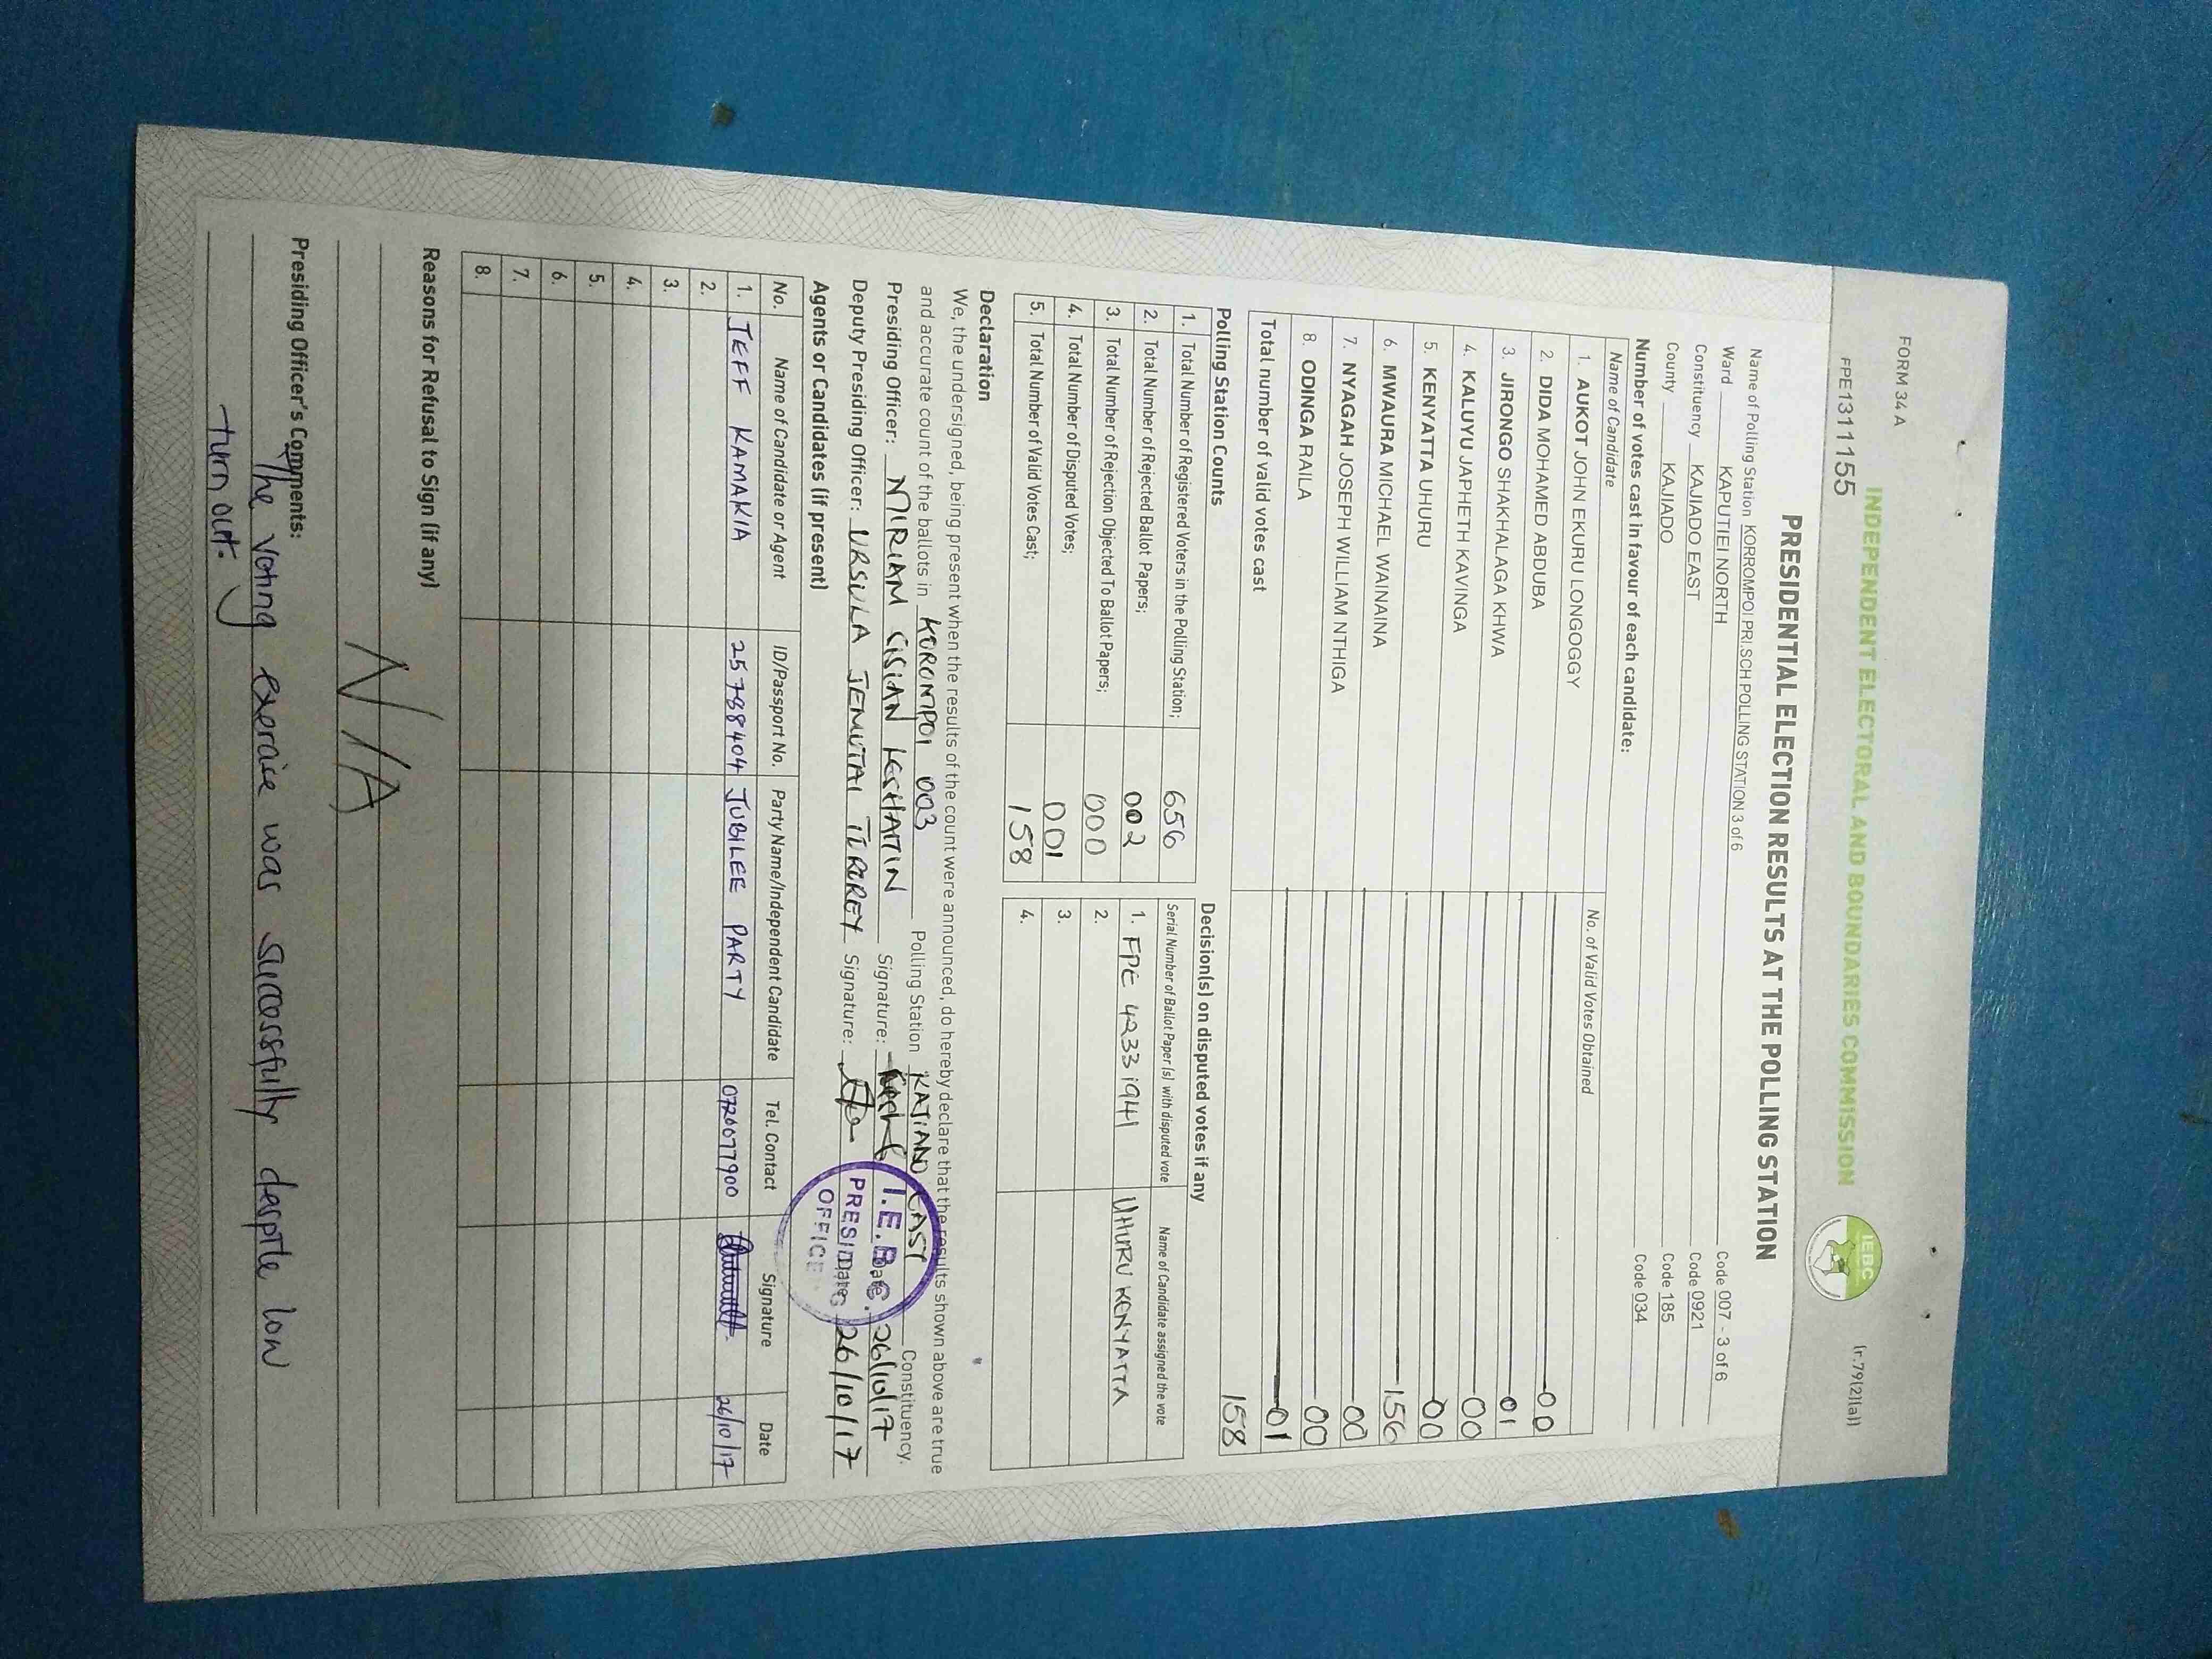 FORM 34 A
(r.79(2)(a))
INDEPENDENT ELECTORAL AND BOUNDARIES COMMISSION
IEBC
FPE1311155
PRESIDENTIAL ELECTION RESULTS AT THE POLLING STATION
Name of Polling Station KORROMPOI PRI.SCH POLLING STATION 3 of 6 Code 007 - 3 of 6
Ward KAPUTIEI NORTH Code 0921
Constituency KAJIADO EAST Code 185
County KAJIADO Code 034
Number of votes cast in favour of each candidate:
Name of Candidate No. of Valid Votes Obtained
1. AUKOT JOHN EKURU LONGOGGY 00
2. DIDA MOHAMED ABDUBA 01
3. JIRONGO SHAKHALAGA KHWA 00
4. KALUYU JAPHETH KAVINGA 00
5. KENYATTA UHURU 156
6. MWAURA MICHAEL WAINAINA 00
7. NYAGAH JOSEPH WILLIAM NTHIGA 00
8. ODINGA RAILA 01
Total number of valid votes cast 158
Polling Station Counts
1. Total Number of Registered Voters in the Polling Station; 656
2. Total Number of Rejected Ballot Papers; 002
3. Total Number of Rejection Objected To Ballot Papers; 000
4. Total Number of Disputed Votes; 001
5. Total Number of Valid Votes Cast; 158
Decision(s) on disputed votes if any
Serial Number of Ballot Paper (s) with disputed vote Name of Candidate assigned the vote
1. FPE 42331941 UHURU KENYATTA
2.
3.
4.
Declaration
We, the undersigned, being present when the results of the count were announced, do hereby declare that the results shown above are true
and accurate count of the ballots in KOROMPOI 003 Polling Station KAJIADO EAST Constituency.
Presiding Officer: MIRIAM Signature: Date: 26/10/17
Deputy Presiding Officer: URSULA JEMUTAI Signature: Date: 26/10/17
I.E.B.C.
PRESIDING
OFFICE
Agents or Candidates (if present)
No. Name of Candidate or Agent ID/Passport No. Party Name/Independent Candidate Tel. Contact Signature Date
1. JEFF KAMAKIA 25788404 JUBILEE PARTY 0720077900 26/10/17
2.
3.
4.
5.
6.
7.
8.
Reasons for Refusal to Sign (if any)
N/A
Presiding Officer's Comments:
The voting exercise was successfully despite low
turn out.